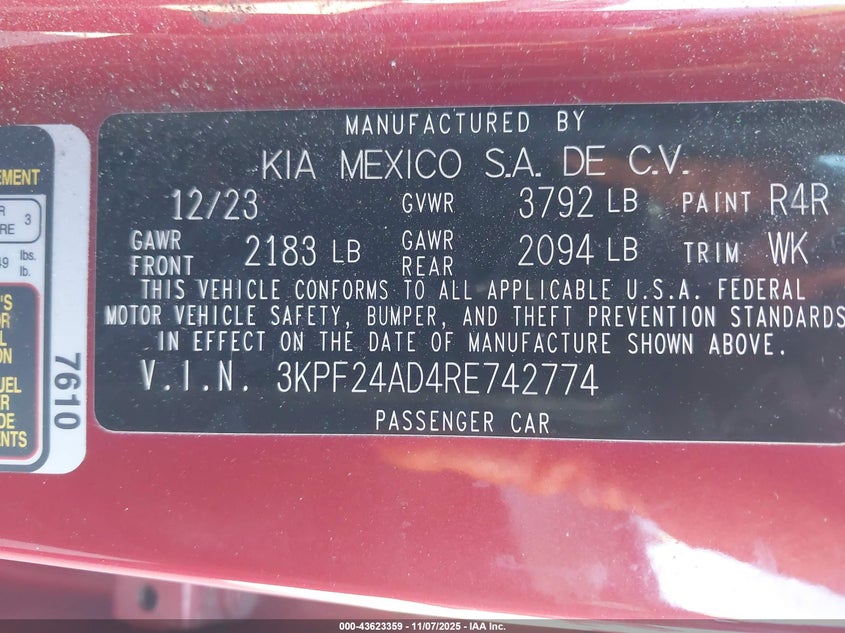 MANUFACTURED BY
KIA MEXICO S.A. DE C.V.
12/23 GVWR 3792 LB PAINT R4R
GAWR FRONT 2183 LB GAWR REAR 2094 LB TRIM WK
THIS VEHICLE CONFORMS TO ALL APPLICABLE U.S.A. FEDERAL
MOTOR VEHICLE SAFETY, BUMPER, AND THEFT PREVENTION STANDARDS
IN EFFECT ON THE DATE OF MANUFACTURE SHOWN ABOVE.
V.I.N. 3KPF24AD4RE742774
PASSENGER CAR
3
lbs.
lb.
7610
000-43623359 - 11/07/2025 - IAA Inc.